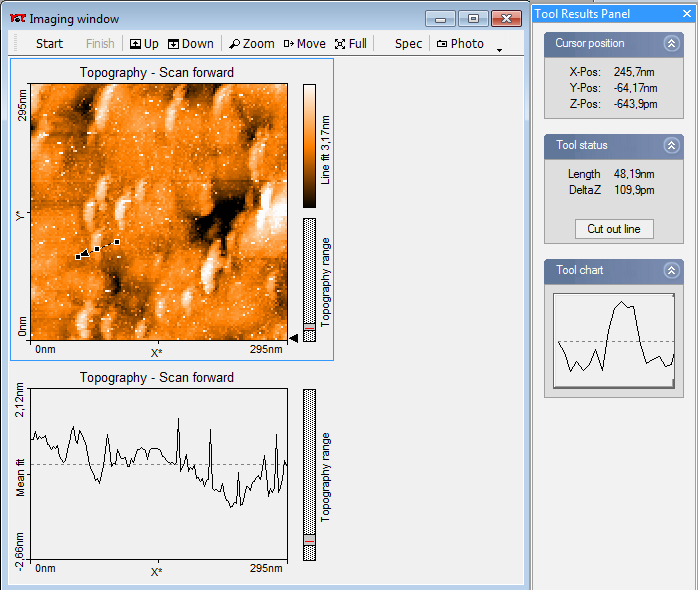 Imaging window
Start Finish Up Down Zoom Move Full Spec Photo
Topography - Scan forward
295nm
Y*
0nm
0nm X* 295nm
Line fit 3,17nm
Topography range
Topography - Scan forward
2,12nm
Mean fit
-2,66nm
0nm X* 295nm
Topography range
Tool Results Panel
Cursor position
X-Pos: 245,7nm
Y-Pos: -64,17nm
Z-Pos: -643,9pm
Tool status
Length 48,19nm
DeltaZ 109,9pm
Cut out line
Tool chart